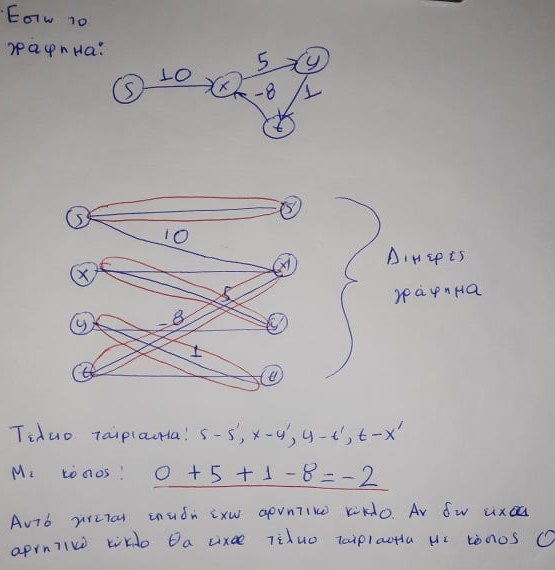 Έστω το
γράφημα:
10
5
s
x
y
-8
1
t
s
s'
10
x
x'
5
y
y'
-8
1
t
t'
Διμερές
γράφημα
Τέλειο ταίριασμα: s-s', x-y', y-t', t-x'
Με κόστος: 0+5+1-8=-2
Αυτό γίνεται επειδή έχω αρνητικό κύκλο. Αν δεν είχα
αρνητικό κύκλο θα είχα τέλειο ταίριασμα με κόστος 0